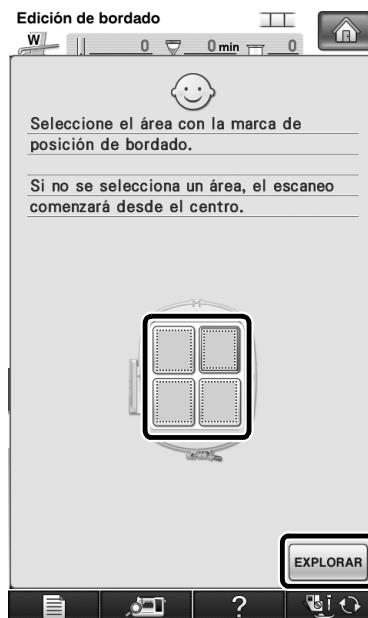 Edición de bordado
W
0 0 min 0
Seleccione el área con la marca de
posición de bordado.
Si no se selecciona un área, el escaneo
comenzará desde el centro.
EXPLORAR
?